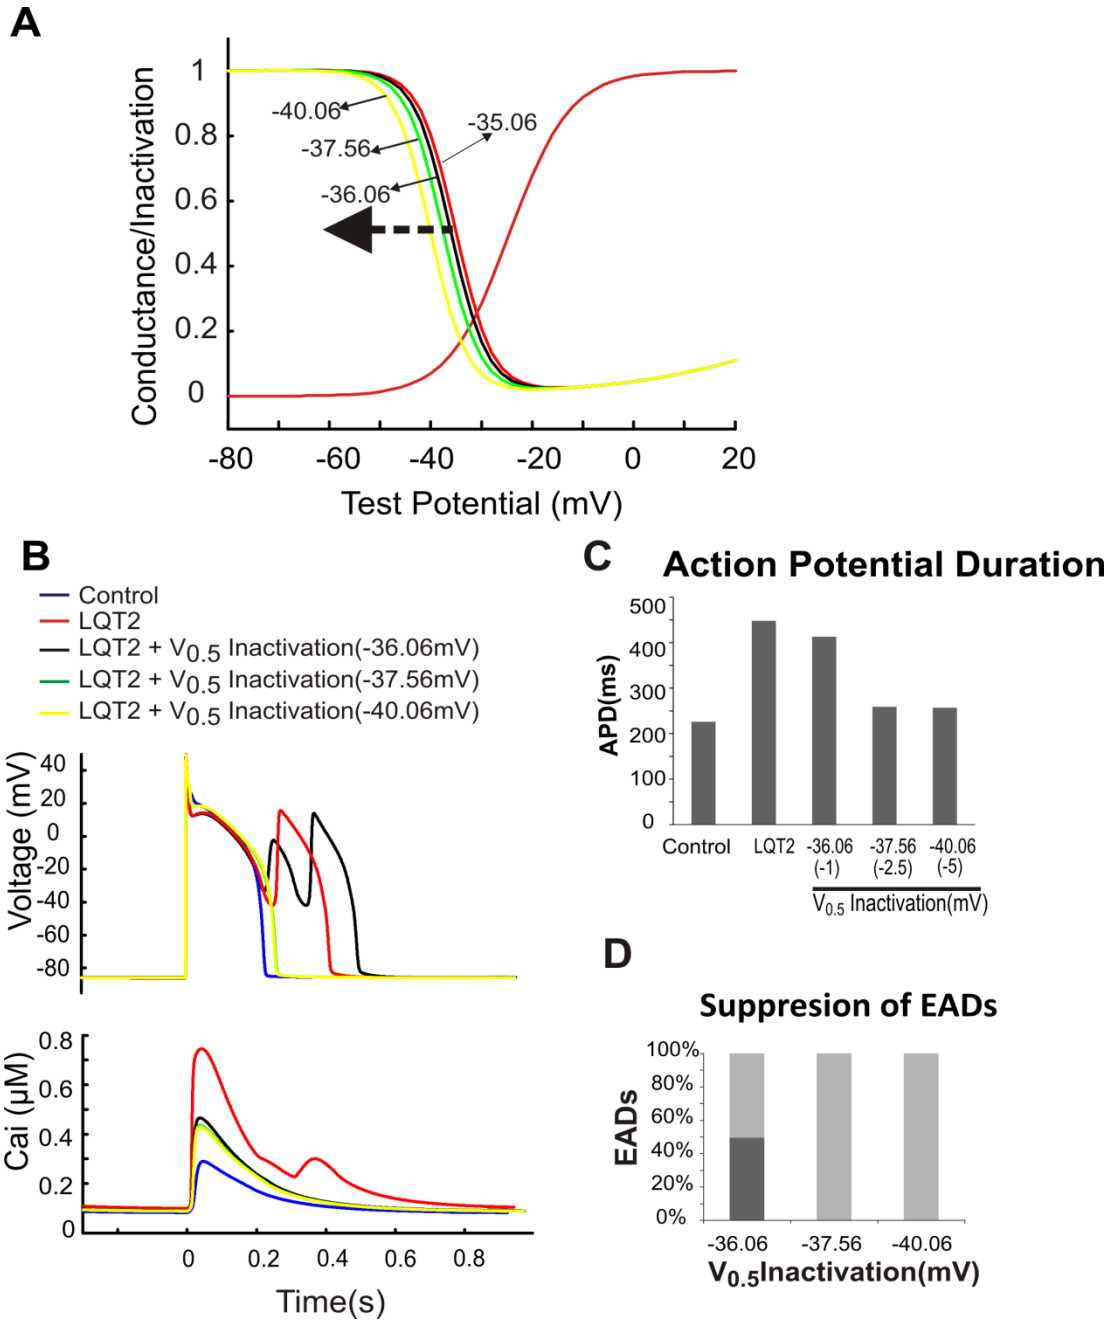 A
Conductance/Inactivation
1
0.8
0.6
0.4
0.2
0
-40.06
-37.56
-36.06
-35.06
-80
-60
-40
-20
0
20
Test Potential (mV)
B
Control
LQT2
LQT2 + V0.5 Inactivation(-36.06mV)
LQT2 + V0.5 Inactivation(-37.56mV)
LQT2 + V0.5 Inactivation(-40.06mV)
Voltage (mV)
40
20
0
-20
-40
-60
-80
Cai (µM)
0.8
0.6
0.4
0.2
0
0
0.2
0.4
0.6
0.8
Time(s)
C
Action Potential Duration
APD(ms)
500
400
300
200
100
0
Control
LQT2
-36.06
(-1)
-37.56
(-2.5)
-40.06
(-5)
V0.5 Inactivation(mV)
D
Suppresion of EADs
EADs
100%
80%
60%
40%
20%
0%
-36.06
-37.56
-40.06
V0.5Inactivation(mV)